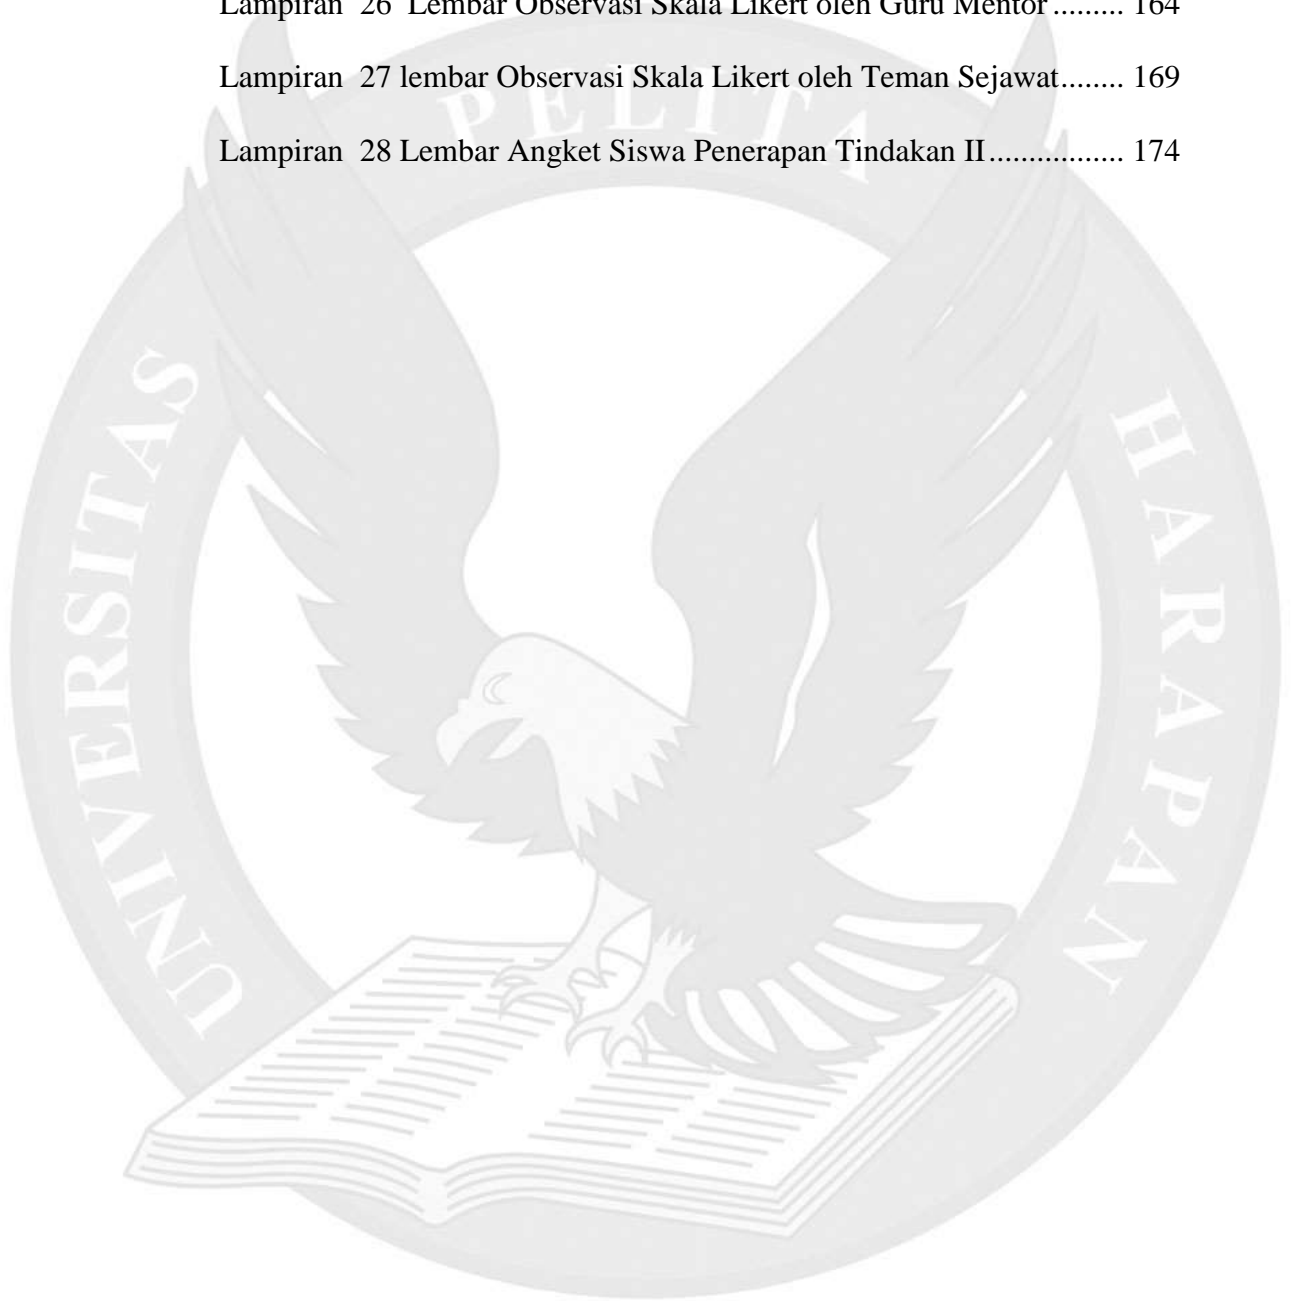 Lampiran 26 Lembar Observasi Skala Likert oleh Guru Mentor ......... 164
Lampiran 27 lembar Observasi Skala Likert oleh Teman Sejawat........ 169
Lampiran 28 Lembar Angket Siswa Penerapan Tindakan II................. 174
UNIVERSITAS PELITA HARAPAN